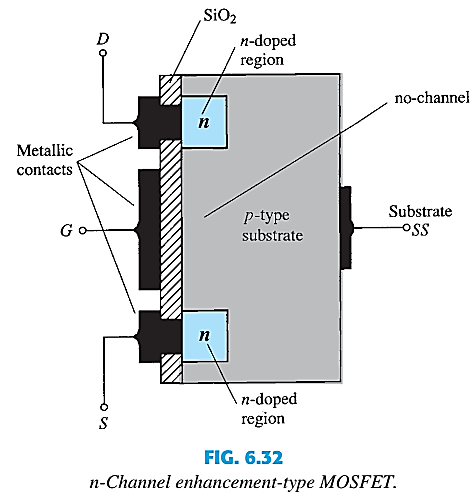 SiO2
D
n-doped
region
n
no-channel
Metallic
contacts
G
p-type
substrate
Substrate
SS
n
n-doped
region
S
FIG. 6.32
n-Channel enhancement-type MOSFET.